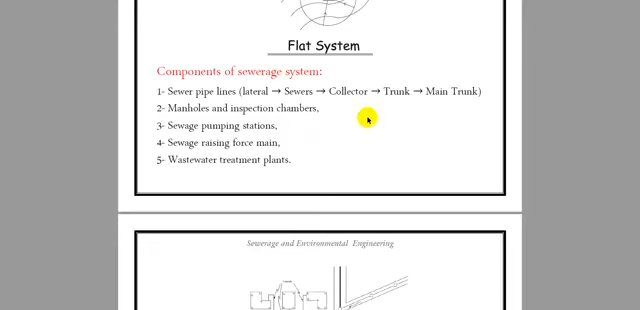 Flat System
Components of sewerage system:
1- Sewer pipe lines (lateral → Sewers → Collector → Trunk → Main Trunk)
2- Manholes and inspection chambers,
3- Sewage pumping stations,
4- Sewage raising force main,
5- Wastewater treatment plants.
Sewerage and Environmental Engineering